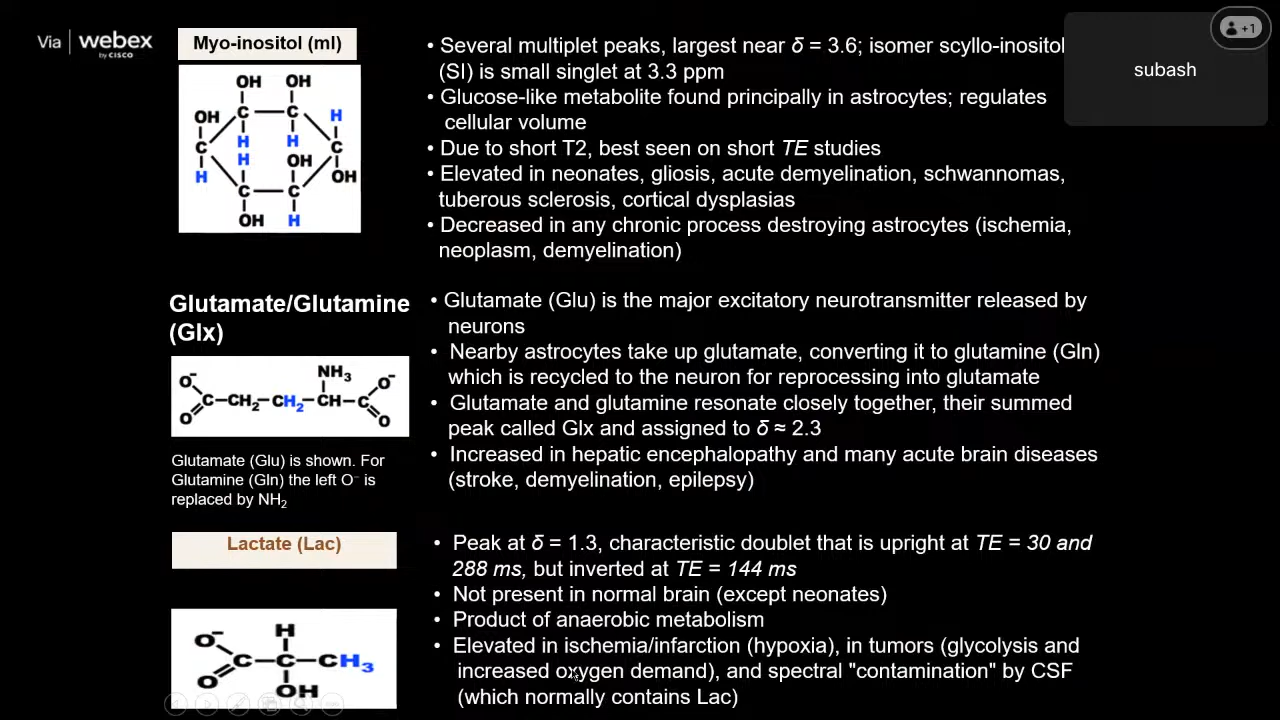 Via | webex
by CISCO
+1
subash
Myo-inositol (mI)
OH OH
OH C C H
C H H C
H OH
H C C OH
OH H
• Several multiplet peaks, largest near δ = 3.6; isomer scyllo-inositol
(SI) is small singlet at 3.3 ppm
• Glucose-like metabolite found principally in astrocytes; regulates
cellular volume
• Due to short T2, best seen on short TE studies
• Elevated in neonates, gliosis, acute demyelination, schwannomas,
tuberous sclerosis, cortical dysplasias
• Decreased in any chronic process destroying astrocytes (ischemia,
neoplasm, demyelination)
Glutamate/Glutamine
(Glx)
NH3
O⁻ O⁻
C–CH2–CH2–CH–C
O O
Glutamate (Glu) is shown. For
Glutamine (Gln) the left O⁻ is
replaced by NH2
• Glutamate (Glu) is the major excitatory neurotransmitter released by
neurons
• Nearby astrocytes take up glutamate, converting it to glutamine (Gln)
which is recycled to the neuron for reprocessing into glutamate
• Glutamate and glutamine resonate closely together, their summed
peak called Glx and assigned to δ ≈ 2.3
• Increased in hepatic encephalopathy and many acute brain diseases
(stroke, demyelination, epilepsy)
Lactate (Lac)
H
O⁻
C–C–CH3
O OH
• Peak at δ = 1.3, characteristic doublet that is upright at TE = 30 and
288 ms, but inverted at TE = 144 ms
• Not present in normal brain (except neonates)
• Product of anaerobic metabolism
• Elevated in ischemia/infarction (hypoxia), in tumors (glycolysis and
increased oxygen demand), and spectral "contamination" by CSF
(which normally contains Lac)